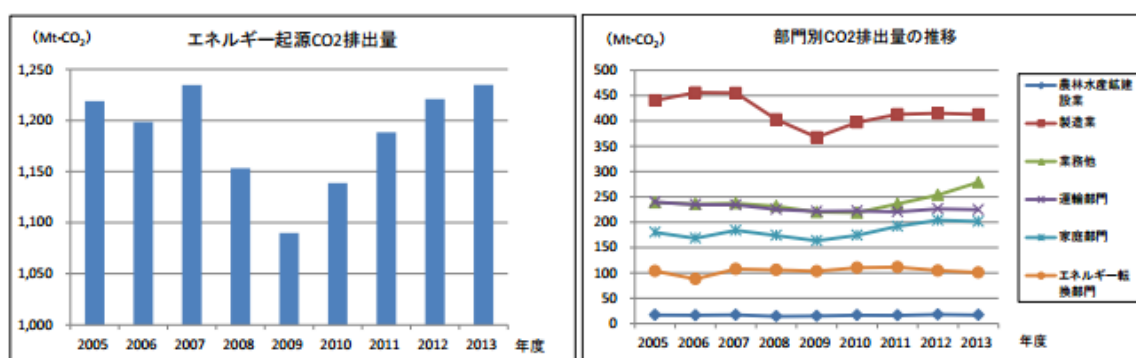 (Mt-CO2)
エネルギー起源CO2排出量
1,250
1,200
1,150
1,100
1,050
1,000
2005 2006 2007 2008 2009 2010 2011 2012 2013 年度
(Mt-CO2)
部門別CO2排出量の推移
500
450
400
350
300
250
200
150
100
50
0
2005 2006 2007 2008 2009 2010 2011 2012 2013 年度
農林水産鉱建
設業
製造業
業務他
運輸部門
家庭部門
エネルギー転
換部門